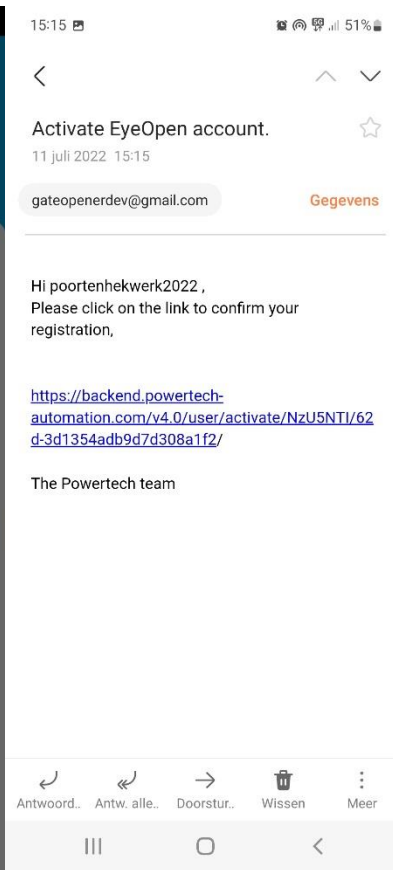 15:15 5G 51%
Activate EyeOpen account.
11 juli 2022 15:15
gateopenerdev@gmail.com Gegevens
Hi poortenhekwerk2022 ,
Please click on the link to confirm your
registration,
https://backend.powertech-
automation.com/v4.0/user/activate/NzU5NTI/62
d-3d1354adb9d7d308a1f2/
The Powertech team
Antwoord.. Antw. alle.. Doorstur.. Wissen Meer